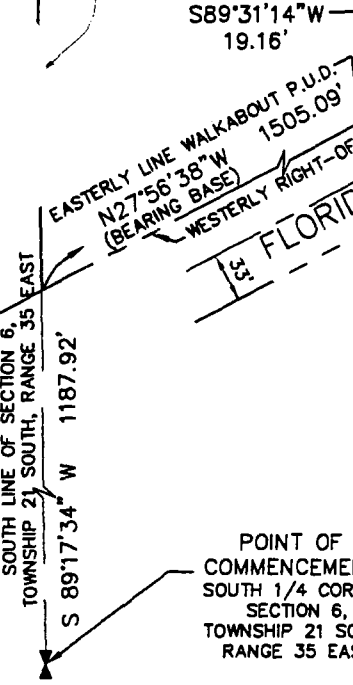 S89°31'14"W
19.16'
EASTERLY LINE WALKABOUT P.U.D.
N27°56'38"W 1505.09'
(BEARING BASE)
WESTERLY RIGHT-OF
FLORID
33'
SOUTH LINE OF SECTION 6,
TOWNSHIP 21 SOUTH, RANGE 35 EAST
S 89°17'34" W 1187.92'
POINT OF
COMMENCEME
SOUTH 1/4 COR
SECTION 6,
TOWNSHIP 21 SO
RANGE 35 EAS